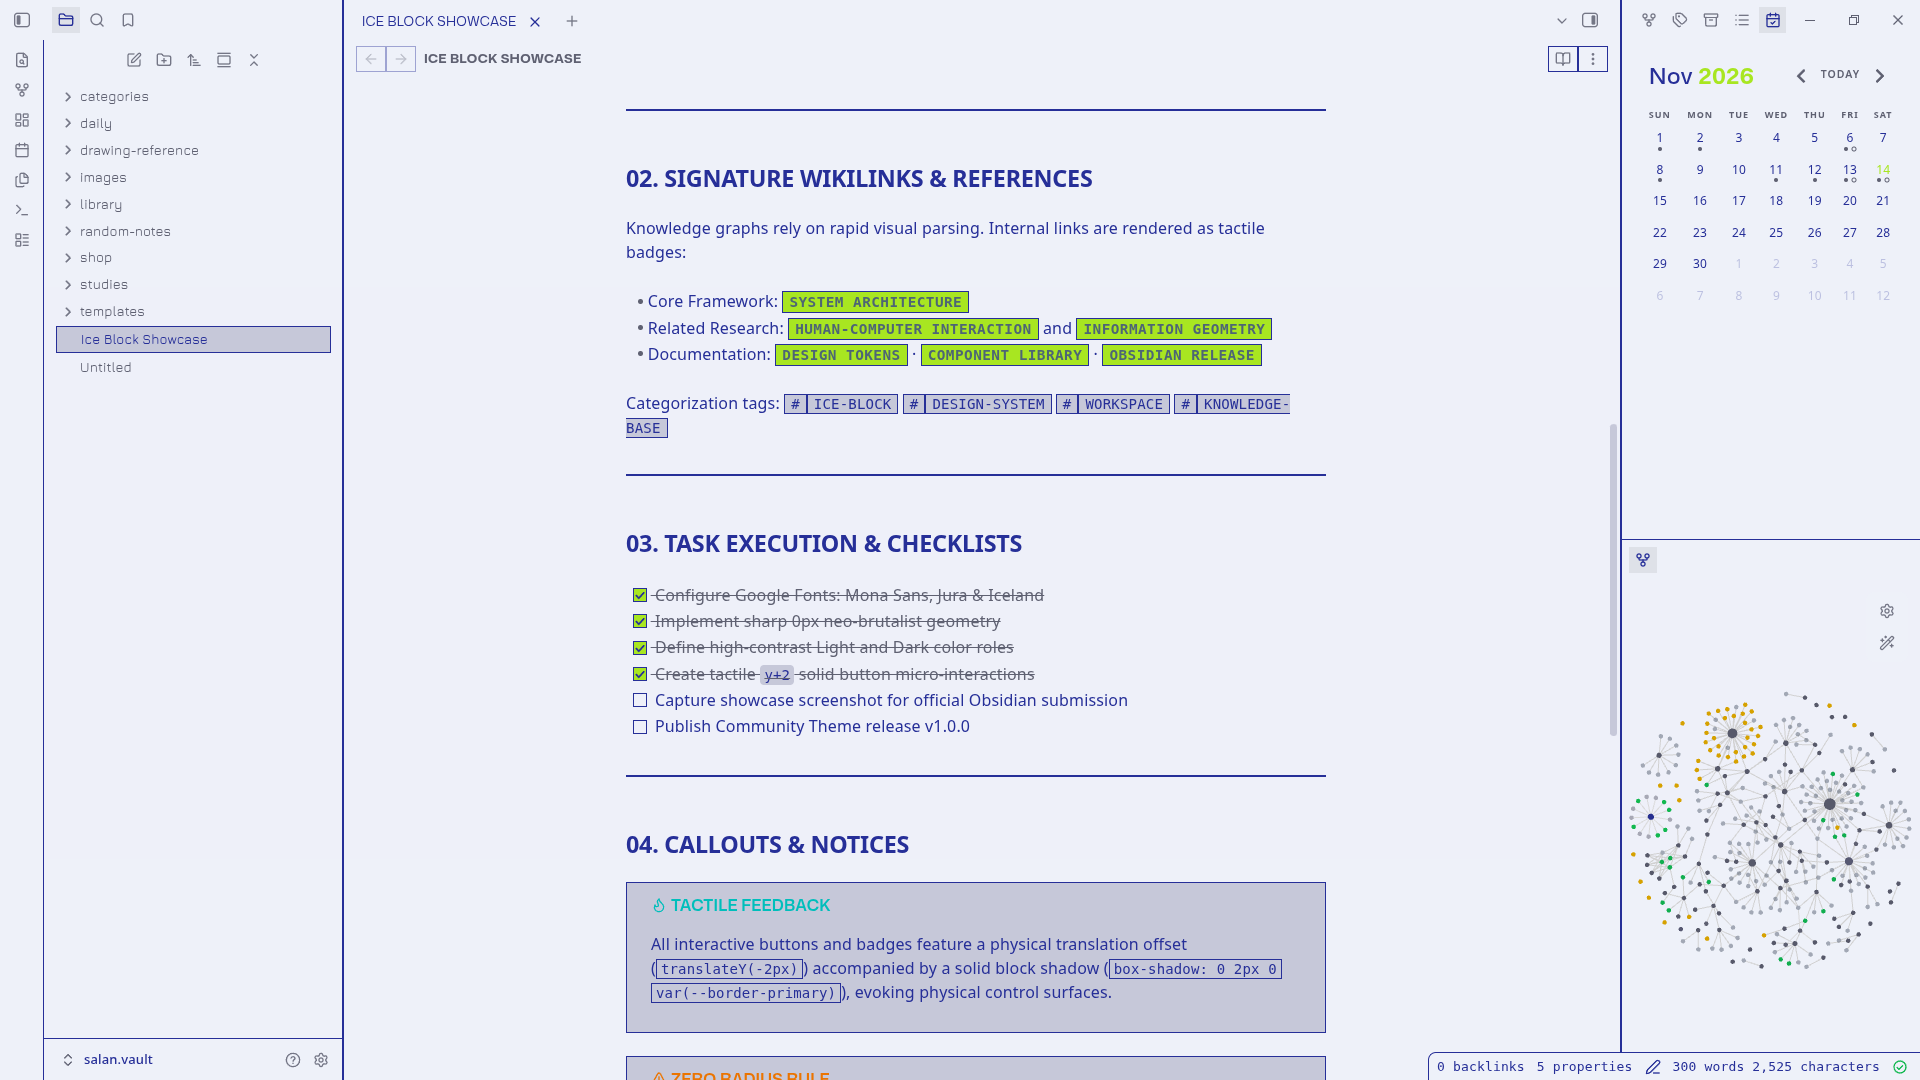 ICE BLOCK SHOWCASE
ICE BLOCK SHOWCASE
categories
daily
drawing-reference
images
library
random-notes
shop
studies
templates
Ice Block Showcase
Untitled
salan.vault
02. SIGNATURE WIKILINKS & REFERENCES
Knowledge graphs rely on rapid visual parsing. Internal links are rendered as tactile
badges:
• Core Framework: SYSTEM ARCHITECTURE
• Related Research: HUMAN-COMPUTER INTERACTION and INFORMATION GEOMETRY
• Documentation: DESIGN TOKENS · COMPONENT LIBRARY · OBSIDIAN RELEASE
Categorization tags: # ICE-BLOCK # DESIGN-SYSTEM # WORKSPACE # KNOWLEDGE-
BASE
03. TASK EXECUTION & CHECKLISTS
Configure Google Fonts: Mona Sans, Jura & Iceland
Implement sharp 0px neo-brutalist geometry
Define high-contrast Light and Dark color roles
Create tactile y+2 solid button micro-interactions
Capture showcase screenshot for official Obsidian submission
Publish Community Theme release v1.0.0
04. CALLOUTS & NOTICES
TACTILE FEEDBACK
All interactive buttons and badges feature a physical translation offset
(translateY(-2px)) accompanied by a solid block shadow (box-shadow: 0 2px 0
var(--border-primary)), evoking physical control surfaces.
ZERO RADIUS RULE
Nov 2026 TODAY
SUN MON TUE WED THU FRI SAT
1 2 3 4 5 6 7
8 9 10 11 12 13 14
15 16 17 18 19 20 21
22 23 24 25 26 27 28
29 30 1 2 3 4 5
6 7 8 9 10 11 12
0 backlinks 5 properties 300 words 2,525 characters